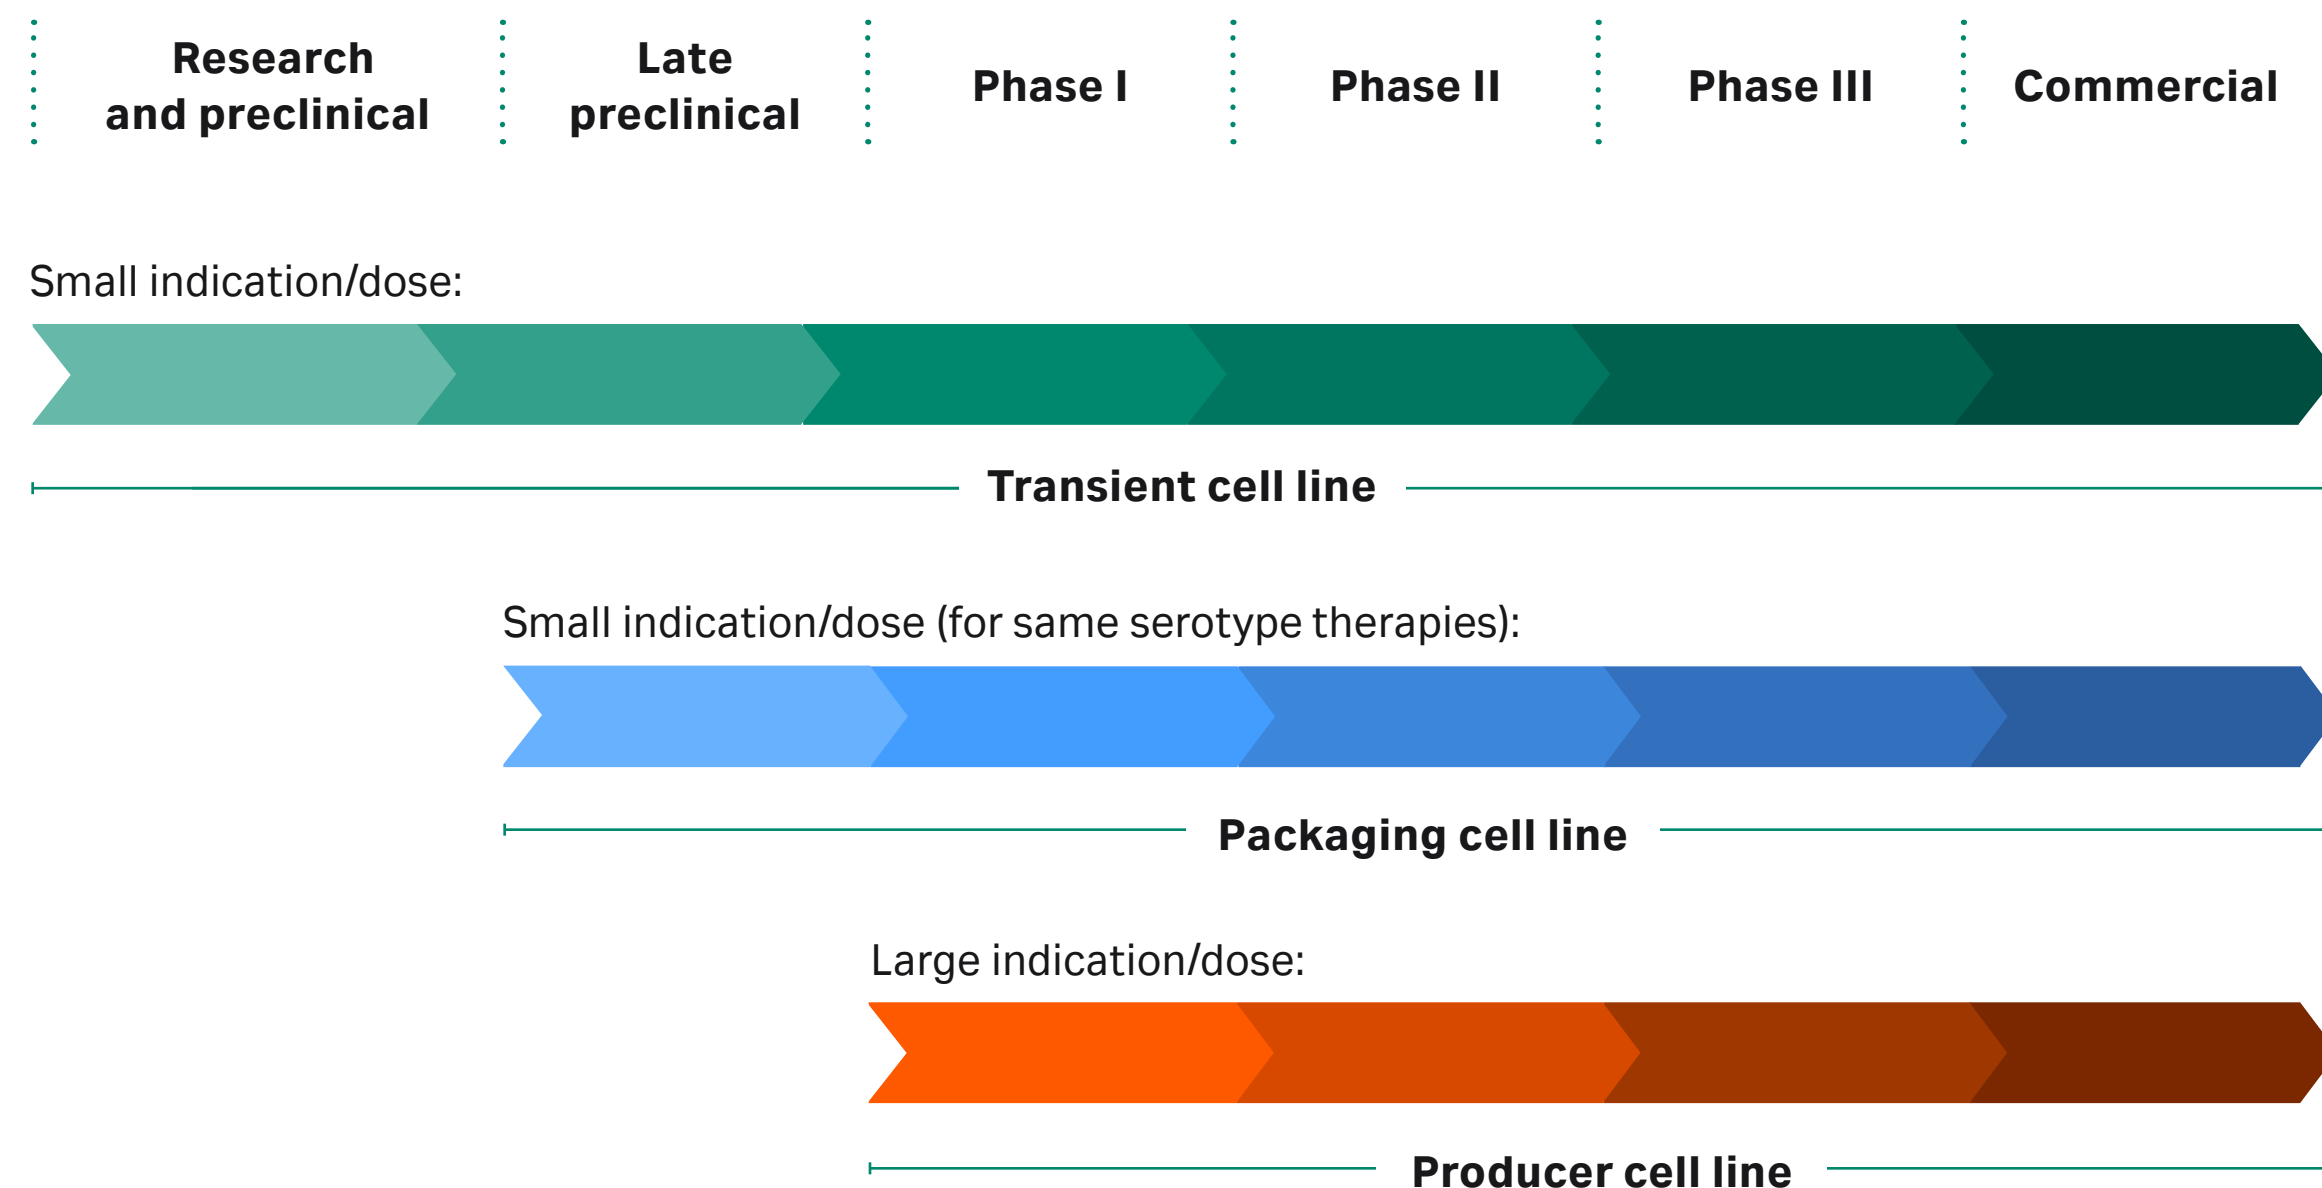 Research
and preclinical
Late
preclinical
Phase I
Phase II
Phase III
Commercial
Small indication/dose:
Transient cell line
Small indication/dose (for same serotype therapies):
Packaging cell line
Large indication/dose:
Producer cell line